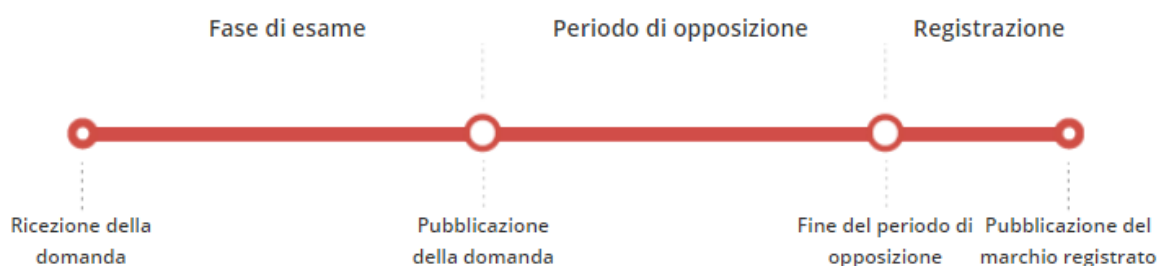 Fase di esame
Periodo di opposizione
Registrazione
Ricezione della
domanda
Pubblicazione
della domanda
Fine del periodo di
opposizione
Pubblicazione del
marchio registrato